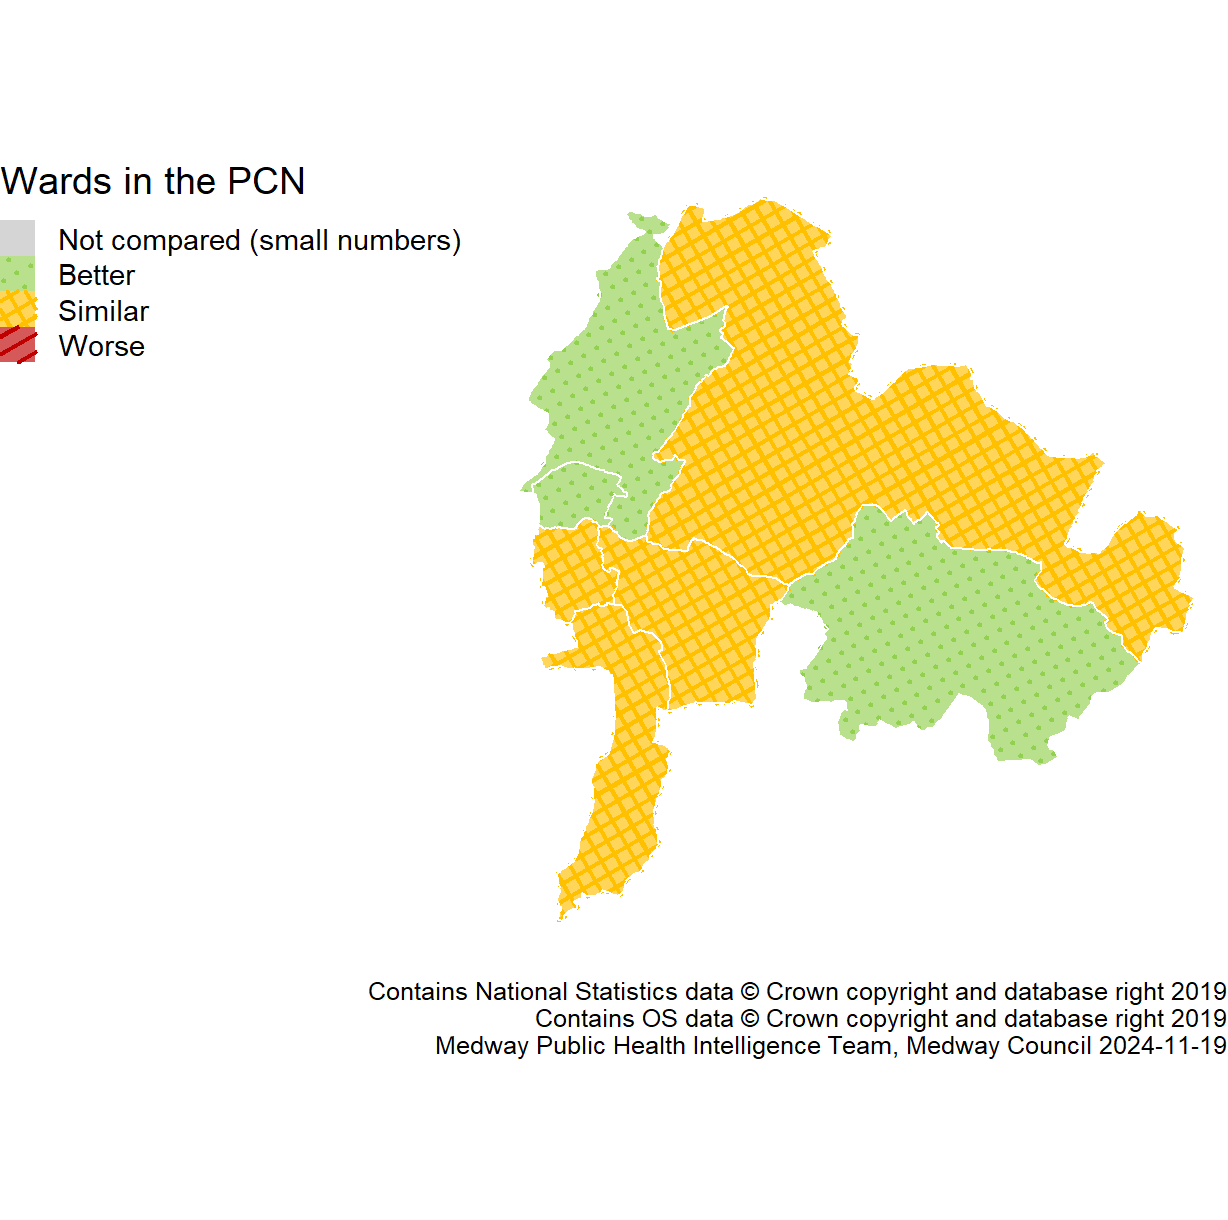 Wards in the PCN
Not compared (small numbers)
Better
Similar
Worse
Contains National Statistics data © Crown copyright and database right 2019
Contains OS data © Crown copyright and database right 2019
Medway Public Health Intelligence Team, Medway Council 2024-11-19